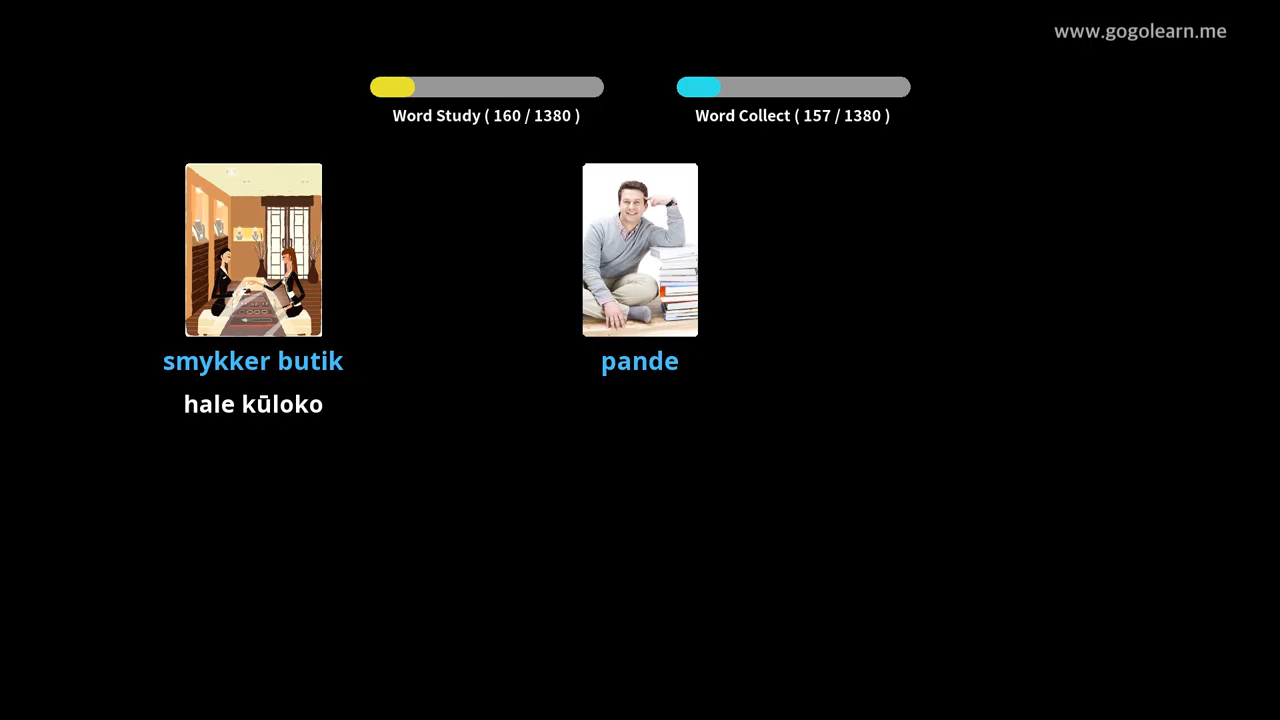 www.gogolearn.me
Word Study ( 160 / 1380 )
Word Collect ( 157 / 1380 )
smykker butik
pande
hale kūloko